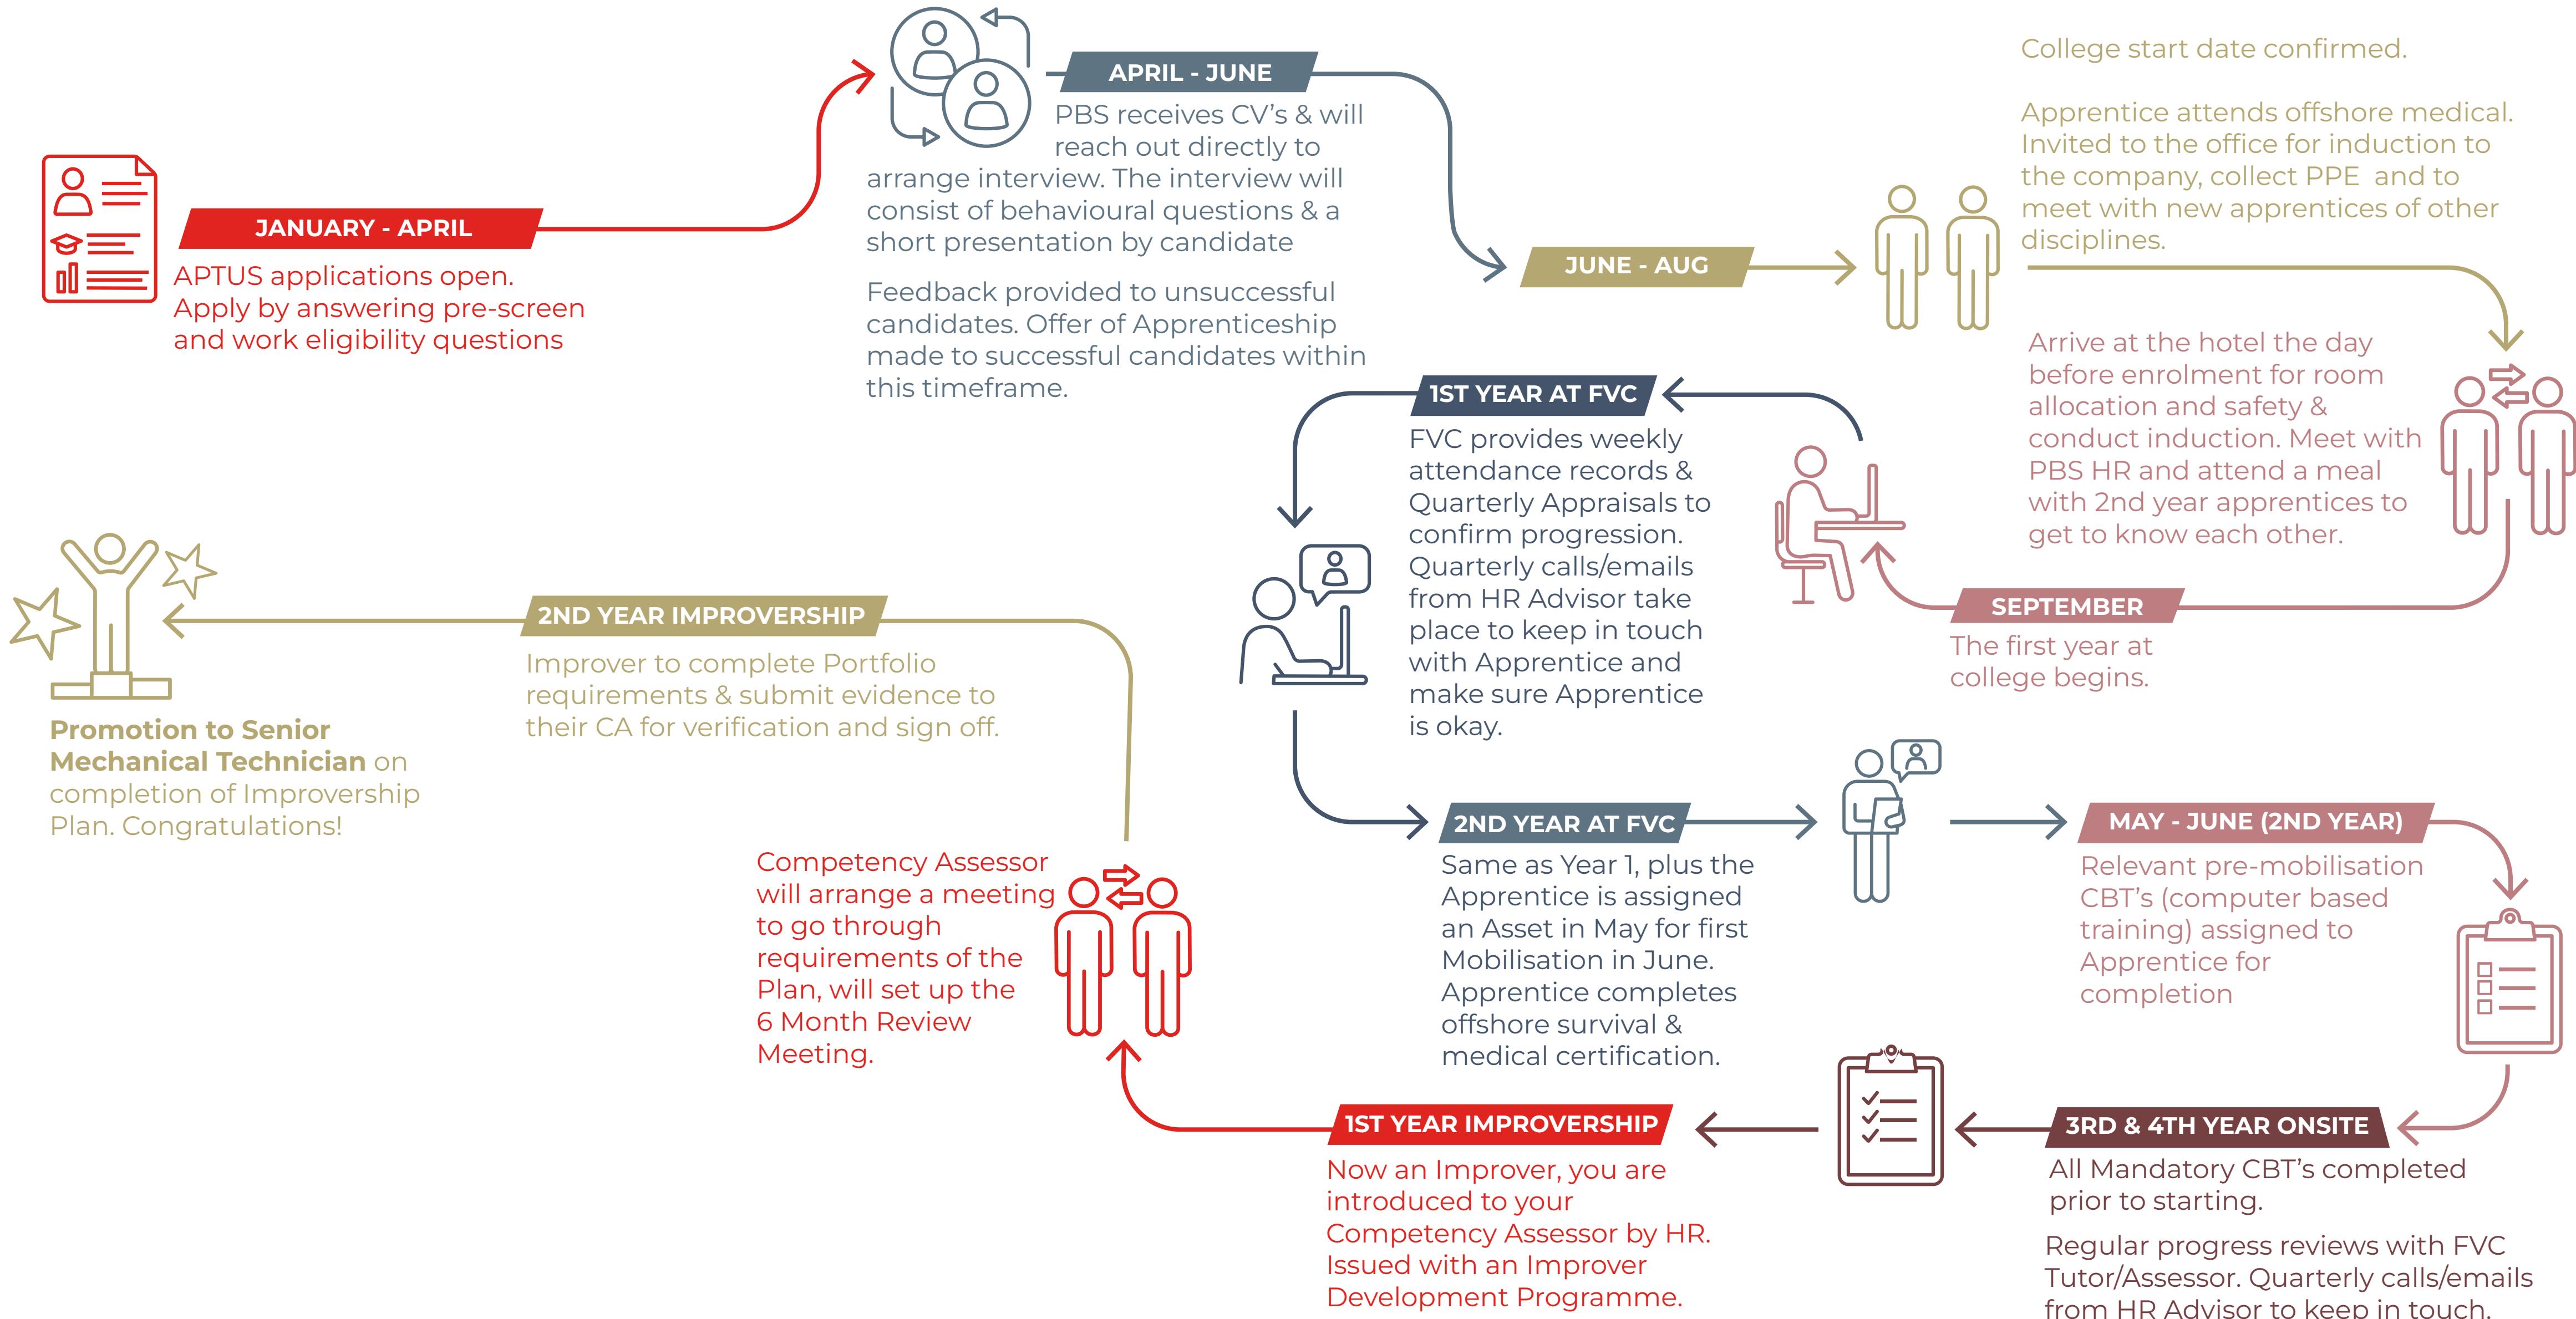 JANUARY - APRIL
APTUS applications open.
Apply by answering pre-screen
and work eligibility questions
APRIL - JUNE
PBS receives CV's & will
reach out directly to
arrange interview. The interview will
consist of behavioural questions & a
short presentation by candidate
Feedback provided to unsuccessful
candidates. Offer of Apprenticeship
made to successful candidates within
this timeframe.
JUNE - AUG
College start date confirmed.
Apprentice attends offshore medical.
Invited to the office for induction to
the company, collect PPE and to
meet with new apprentices of other
disciplines.
Arrive at the hotel the day
before enrolment for room
allocation and safety &
conduct induction. Meet with
PBS HR and attend a meal
with 2nd year apprentices to
get to know each other.
SEPTEMBER
The first year at
college begins.
1ST YEAR AT FVC
FVC provides weekly
attendance records &
Quarterly Appraisals to
confirm progression.
Quarterly calls/emails
from HR Advisor take
place to keep in touch
with Apprentice and
make sure Apprentice
is okay.
2ND YEAR AT FVC
Same as Year 1, plus the
Apprentice is assigned
an Asset in May for first
Mobilisation in June.
Apprentice completes
offshore survival &
medical certification.
MAY - JUNE (2ND YEAR)
Relevant pre-mobilisation
CBT's (computer based
training) assigned to
Apprentice for
completion
3RD & 4TH YEAR ONSITE
All Mandatory CBT's completed
prior to starting.
Regular progress reviews with FVC
Tutor/Assessor. Quarterly calls/emails
from HR Advisor to keep in touch.
1ST YEAR IMPROVERSHIP
Now an Improver, you are
introduced to your
Competency Assessor by HR.
Issued with an Improver
Development Programme.
Competency Assessor
will arrange a meeting
to go through
requirements of the
Plan, will set up the
6 Month Review
Meeting.
2ND YEAR IMPROVERSHIP
Improver to complete Portfolio
requirements & submit evidence to
their CA for verification and sign off.
Promotion to Senior
Mechanical Technician on
completion of Improvership
Plan. Congratulations!